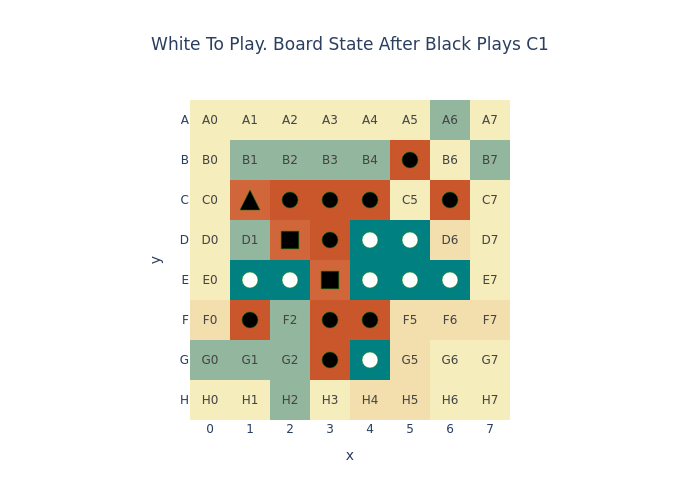 White To Play. Board State After Black Plays C1
A A0 A1 A2 A3 A4 A5 A6 A7
B B0 B1 B2 B3 B4 B6 B7
C C0 C5 C7
D D0 D1 D6 D7
y
E E0 E7
F F0 F2 F5 F6 F7
G G0 G1 G2 G5 G6 G7
H H0 H1 H2 H3 H4 H5 H6 H7
0 1 2 3 4 5 6 7
x